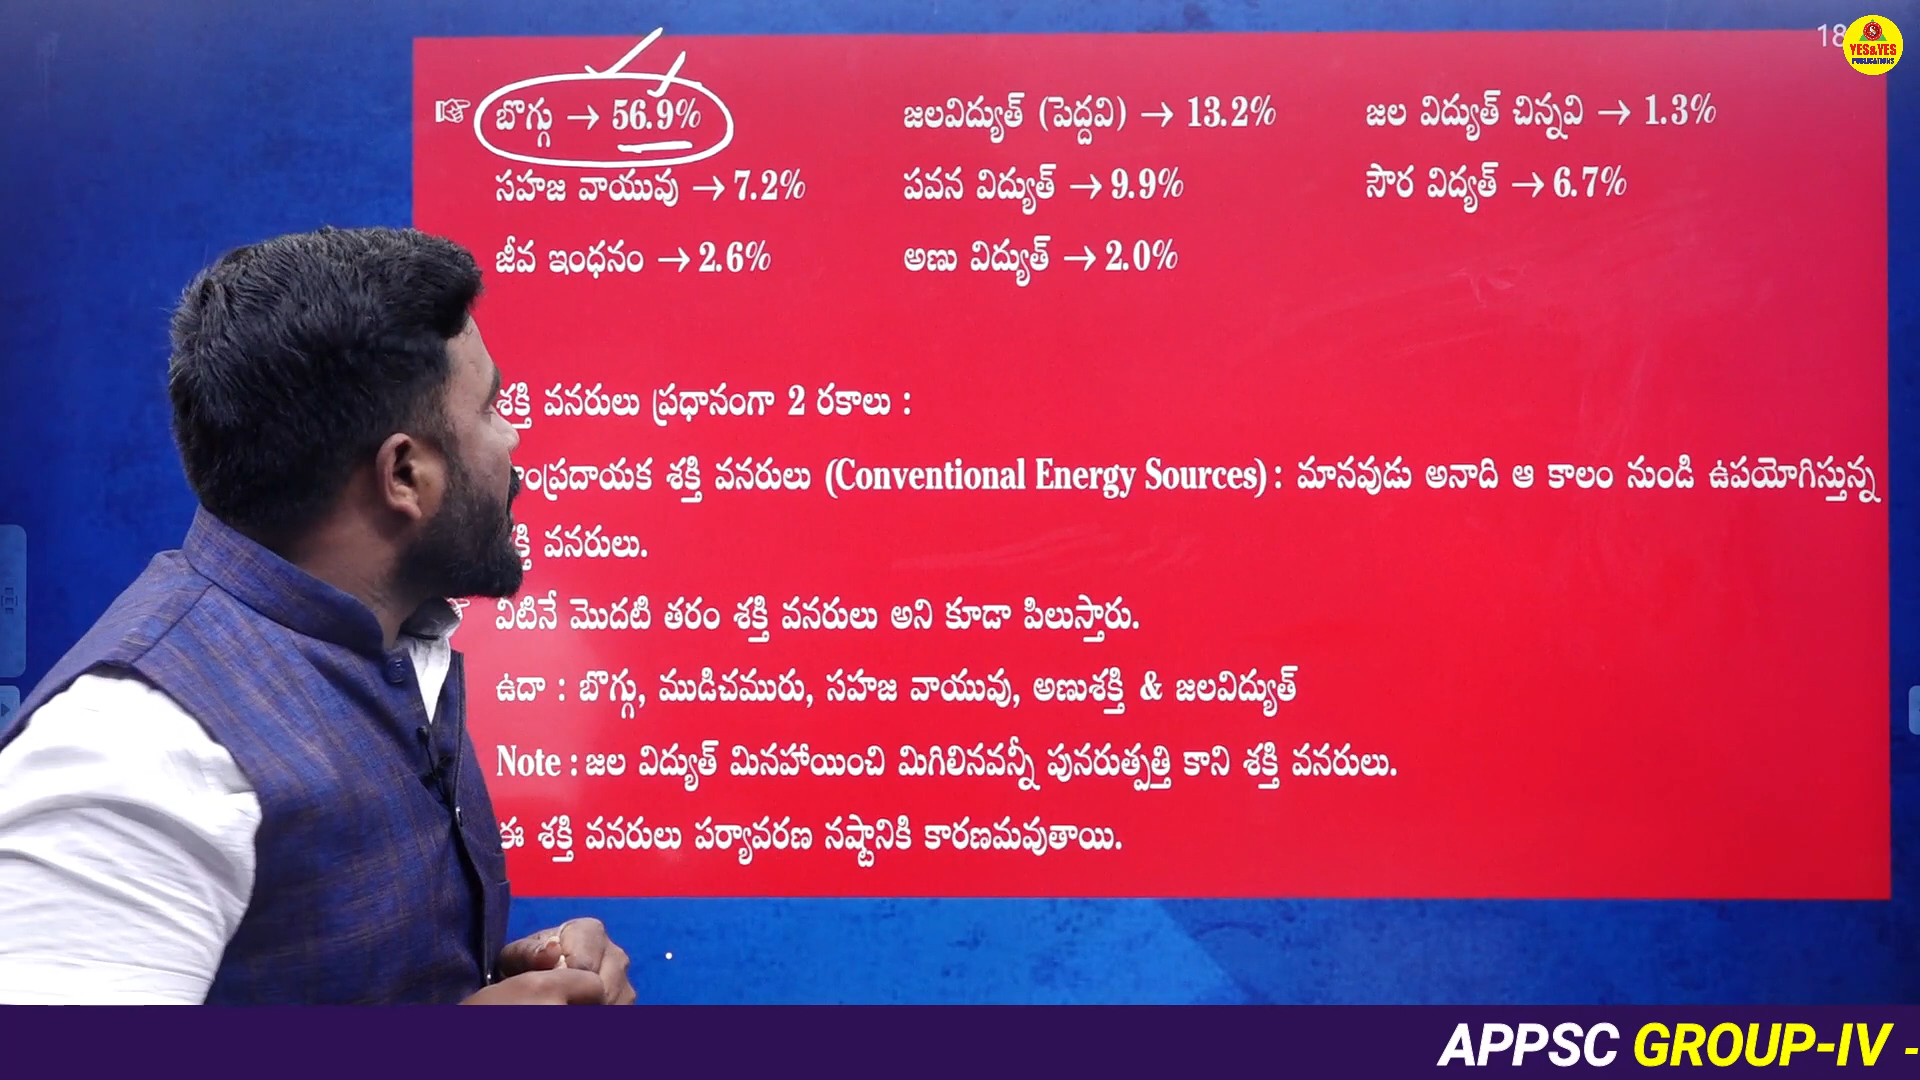 18
YES&YES
PUBLICATIONS
బొగ్గు → 56.9% జలవిద్యుత్ (పెద్దవి) → 13.2% జల విద్యుత్ చిన్నవి → 1.3%
సహజ వాయువు → 7.2% పవన విద్యుత్ → 9.9% సౌర విద్యత్ → 6.7%
జీవ ఇంధనం → 2.6% అణు విద్యుత్ → 2.0%
శక్తి వనరులు ప్రధానంగా 2 రకాలు :
శక్తి వనరులు (Conventional Energy Sources) : మానవుడు అనాది ఆ కాలం నుండి ఉపయోగిస్తున్న
వనరులు.
వీటినే మొదటి తరం శక్తి వనరులు అని కూడా పిలుస్తారు.
ఉదా : బొగ్గు, ముడిచమురు, సహజ వాయువు, అణుశక్తి & జలవిద్యుత్
Note : జల విద్యుత్ మినహాయించి మిగిలినవన్నీ పునరుత్పత్తి కాని శక్తి వనరులు.
ఈ శక్తి వనరులు పర్యావరణ నష్టానికి కారణమవుతాయి.
APPSC GROUP-IV -